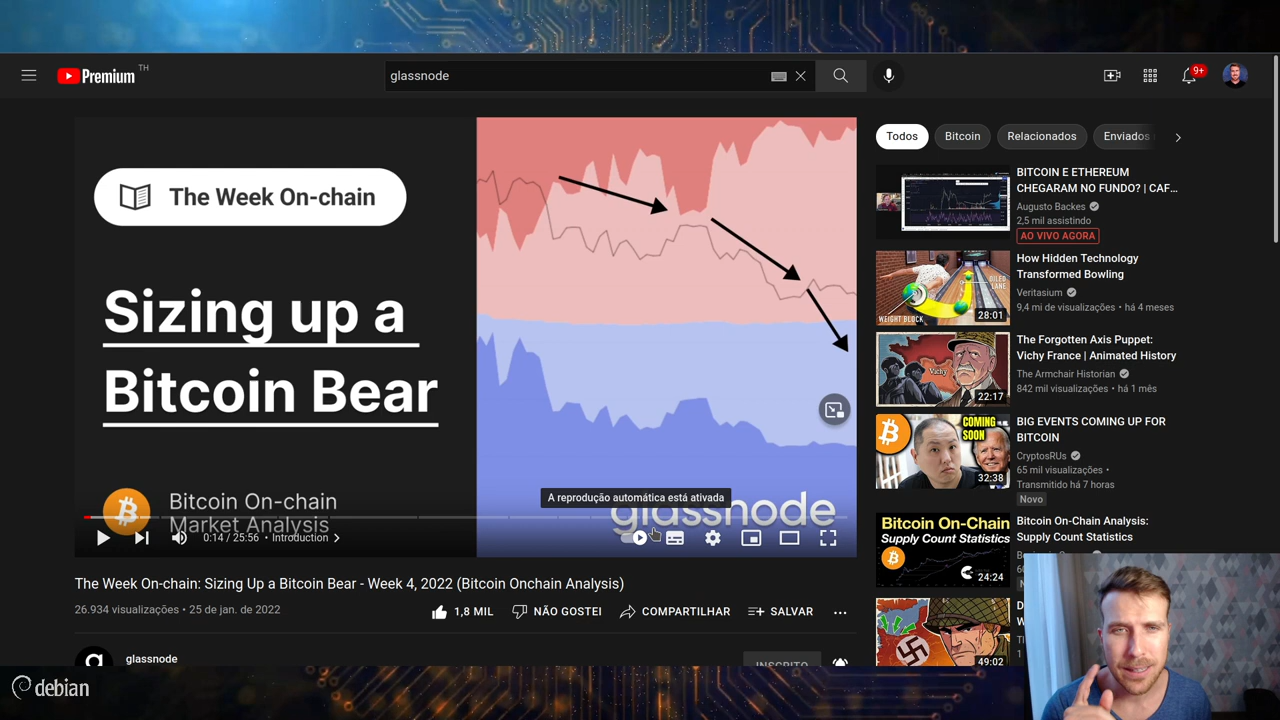 Premium TH
glassnode
9+
The Week On-chain
Sizing up a
Bitcoin Bear
Bitcoin On-chain
Market Analysis
glassnode
A reprodução automática está ativada
0:14 / 25:56 • Introduction
The Week On-chain: Sizing Up a Bitcoin Bear - Week 4, 2022 (Bitcoin Onchain Analysis)
26.934 visualizações • 25 de jan. de 2022
1,8 MIL
NÃO GOSTEI
COMPARTILHAR
SALVAR
glassnode
INSCRITO
Todos
Bitcoin
Relacionados
Enviados
BITCOIN E ETHEREUM
CHEGARAM NO FUNDO? | CAF…
Augusto Backes
2,5 mil assistindo
AO VIVO AGORA
WEIGHT BLOCK
OILED
LANE
28:01
How Hidden Technology
Transformed Bowling
Veritasium
9,4 mi de visualizações • há 4 meses
Vichy
22:17
The Forgotten Axis Puppet:
Vichy France | Animated History
The Armchair Historian
842 mil visualizações • há 1 mês
COMING
SOON
32:38
BIG EVENTS COMING UP FOR
BITCOIN
CryptosRUs
65 mil visualizações •
Transmitido há 7 horas
Novo
Bitcoin On-Chain
Supply Count Statistics
24:24
Bitcoin On-Chain Analysis:
Supply Count Statistics
49:02
debian